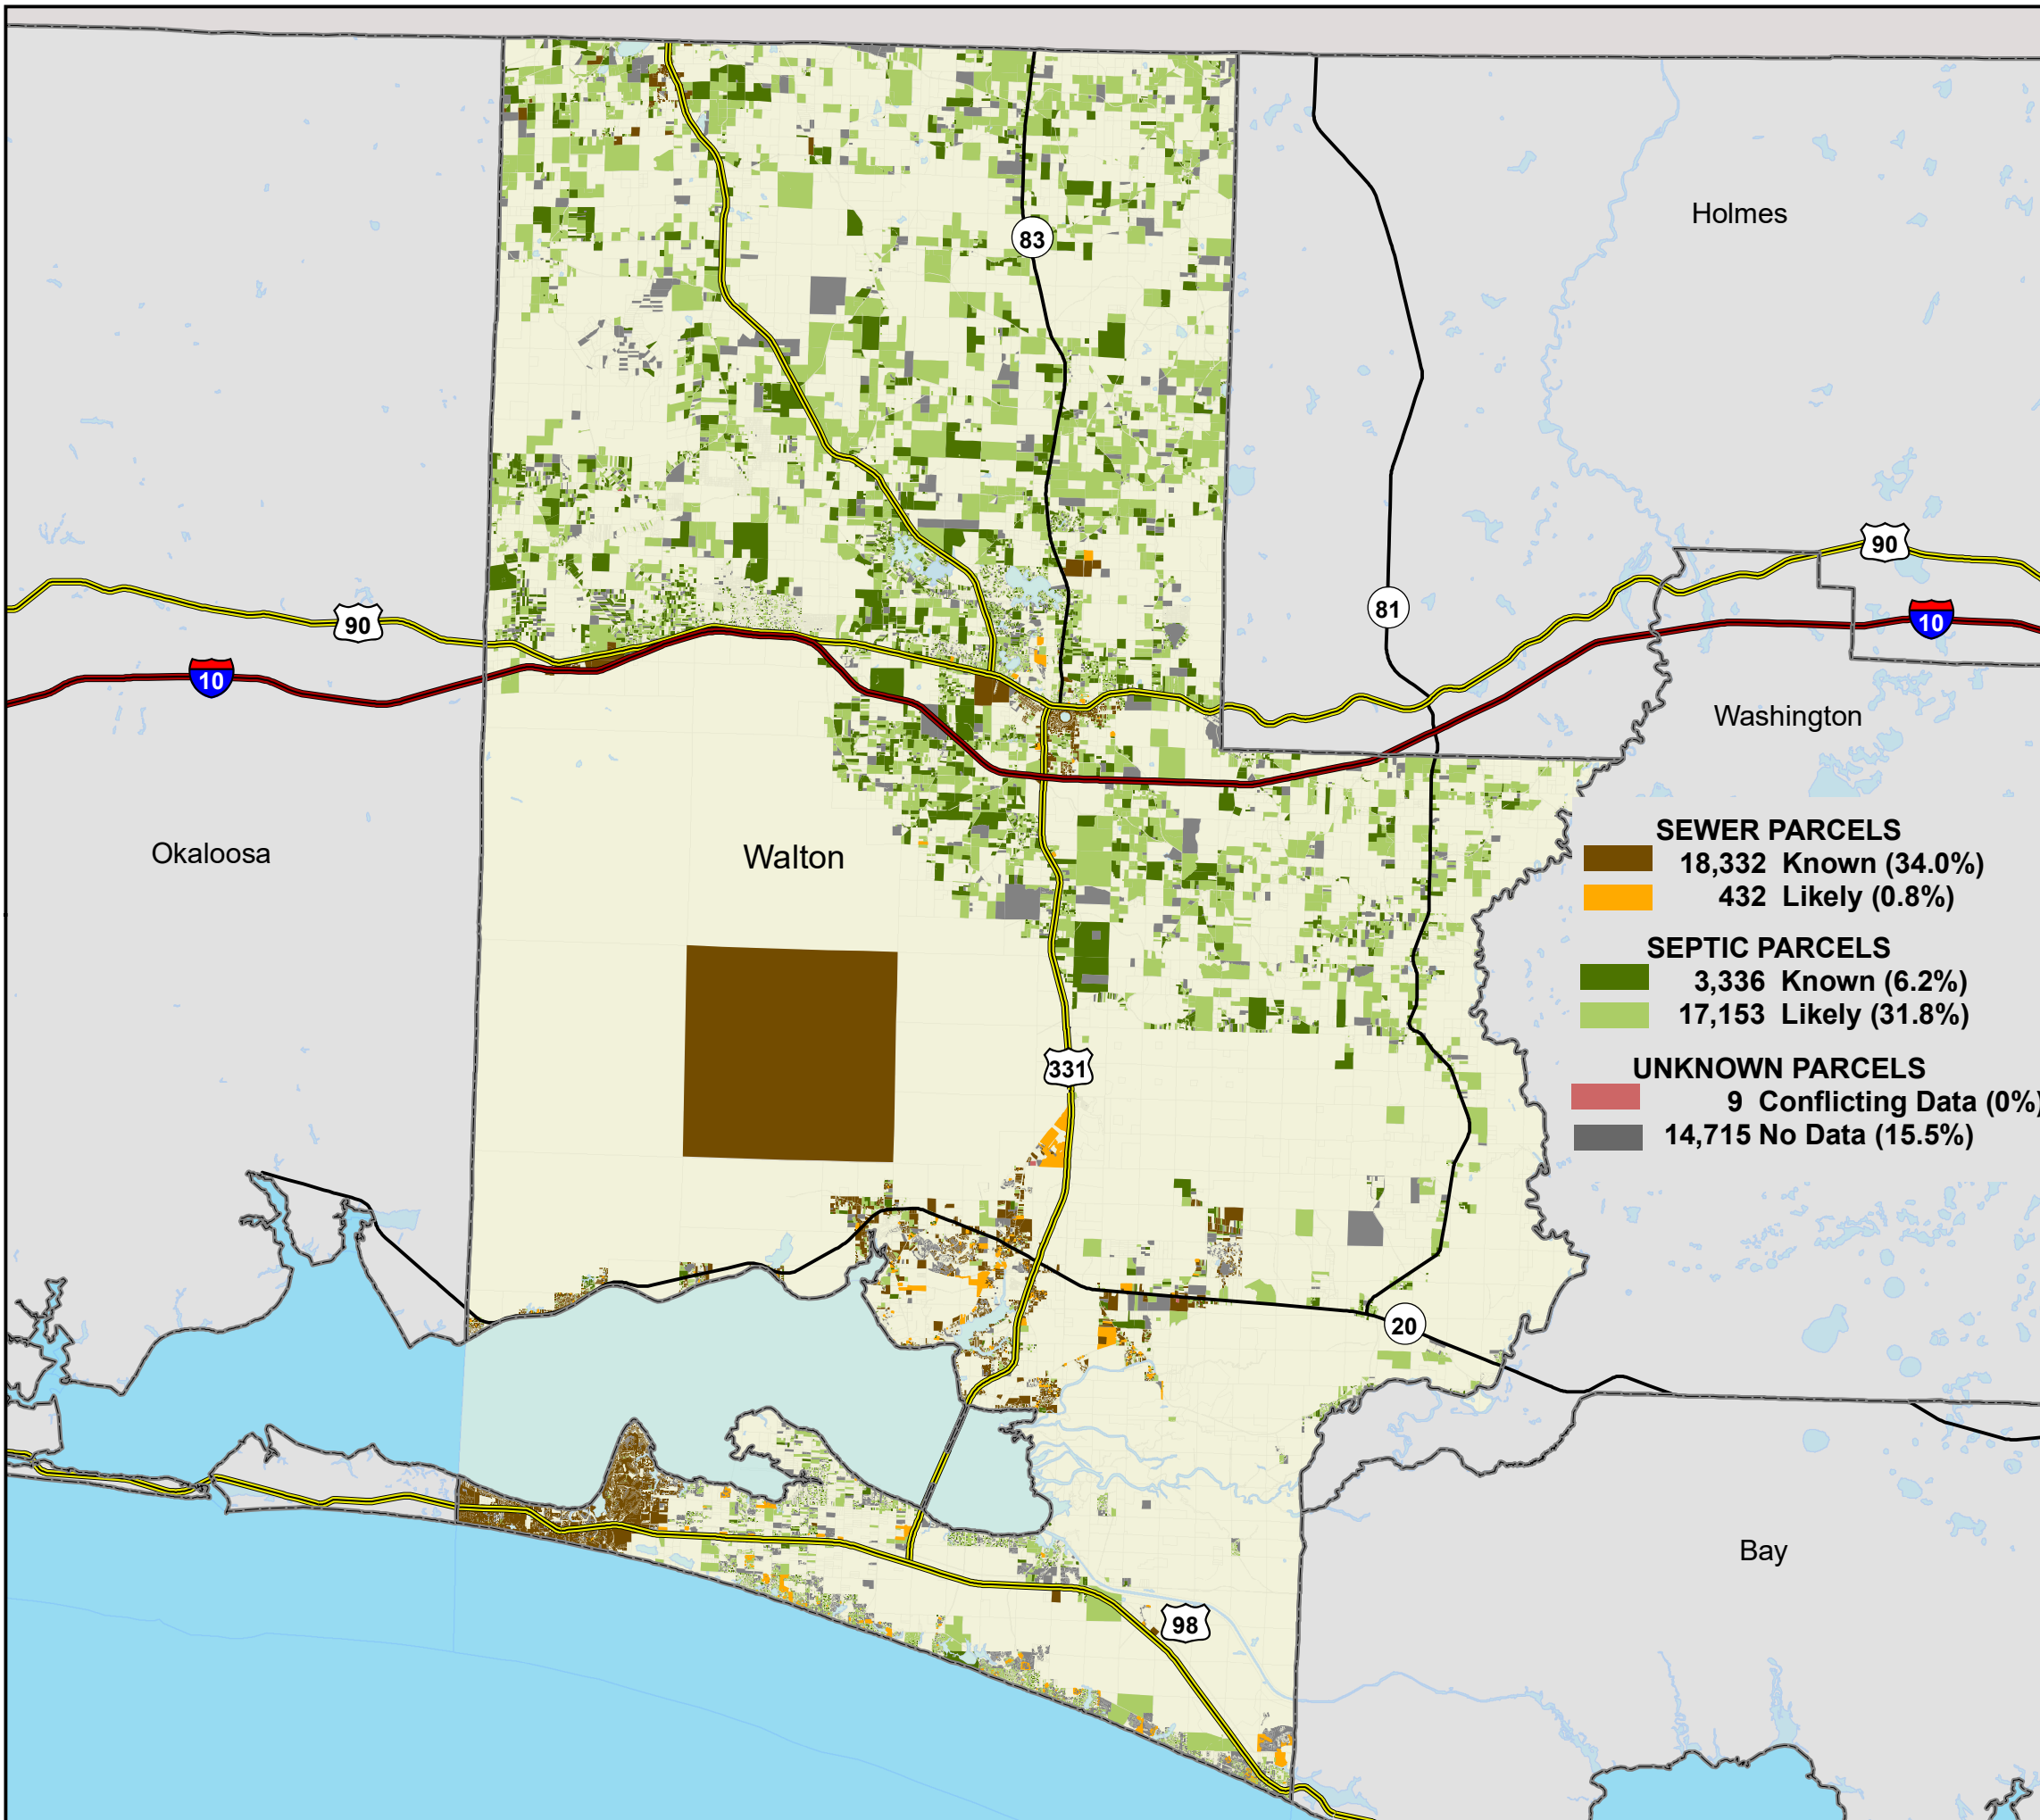 Holmes
83
90
81
90
10
10
Washington
Okaloosa
Walton
SEWER PARCELS
18,332 Known (34.0%)
432 Likely (0.8%)
SEPTIC PARCELS
3,336 Known (6.2%)
17,153 Likely (31.8%)
UNKNOWN PARCELS
9 Conflicting Data (0%)
14,715 No Data (15.5%)
331
20
Bay
98